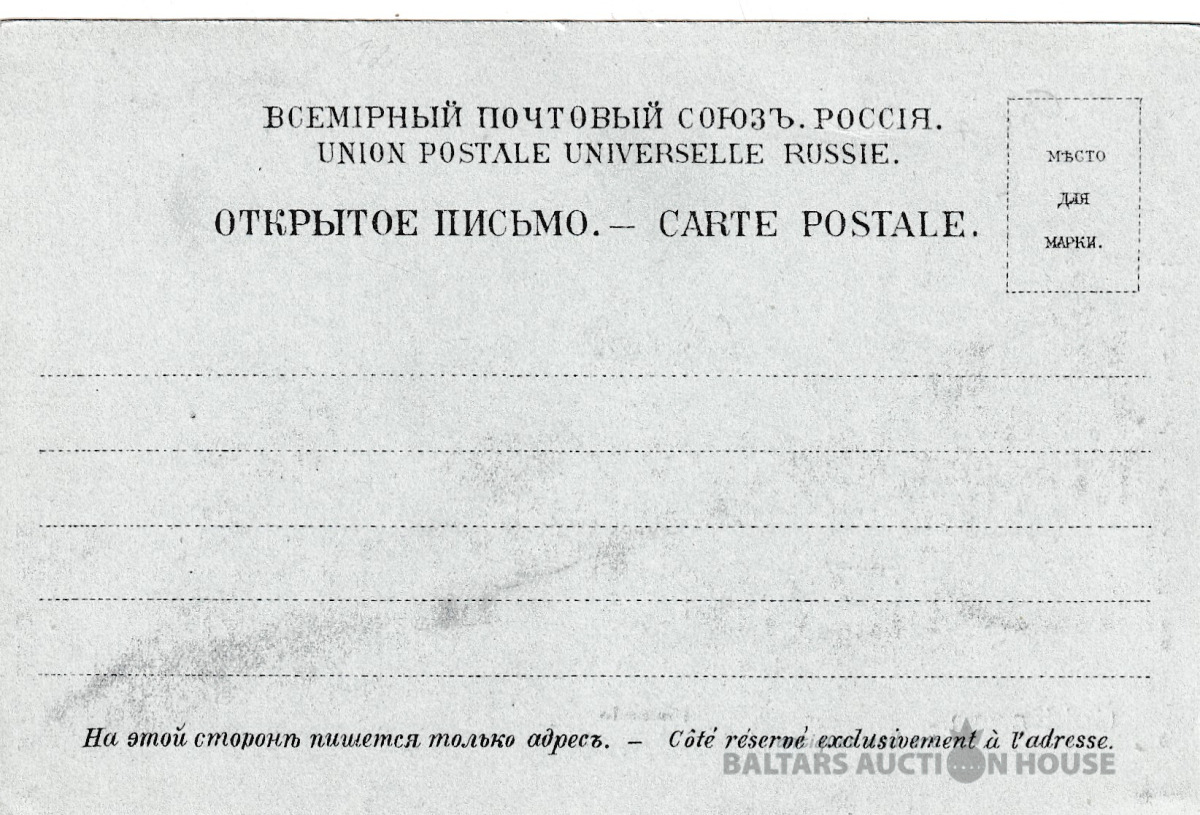 ВСЕМІРНЫЙ ПОЧТОВЫЙ СОЮЗЪ. РОССІЯ.
UNION POSTALE UNIVERSELLE RUSSIE.
ОТКРЫТОЕ ПИСЬМО. — CARTE POSTALE.
МѢСТО
ДЛЯ
МАРКИ.
На этой сторонѣ пишется только адресъ. — Côté réservé exclusivement à l'adresse.
BALTARS AUCTION HOUSE